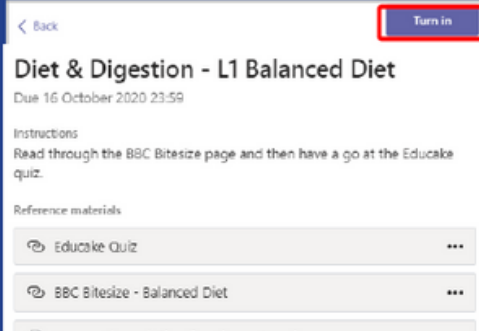 Back
Turn in
Diet & Digestion - L1 Balanced Diet
Due 16 October 2020 23:59
Instructions
Read through the BBC Bitesize page and then have a go at the Educake
quiz.
Reference materials
Educake Quiz
BBC Bitesize - Balanced Diet